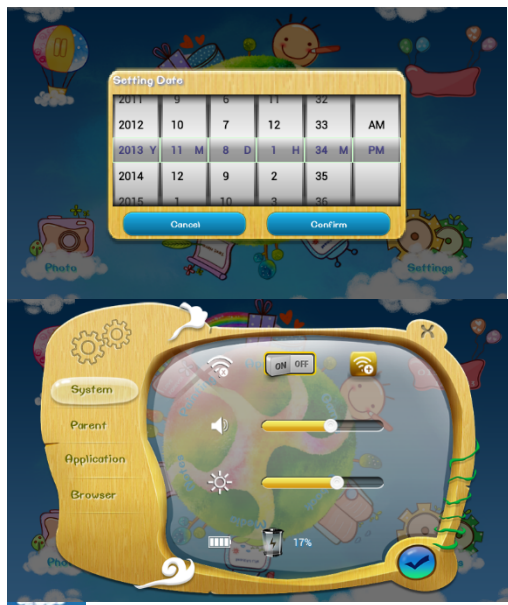 Setting Date
2011 9 6 11 32
2012 10 7 12 33 AM
2013 Y 11 M 8 D 1 H 34 M PM
2014 12 9 2 35
2015 1 10 3 36
Cancel Confirm
Photo Settings
System
ON OFF
Parent
Application
Browser
17%